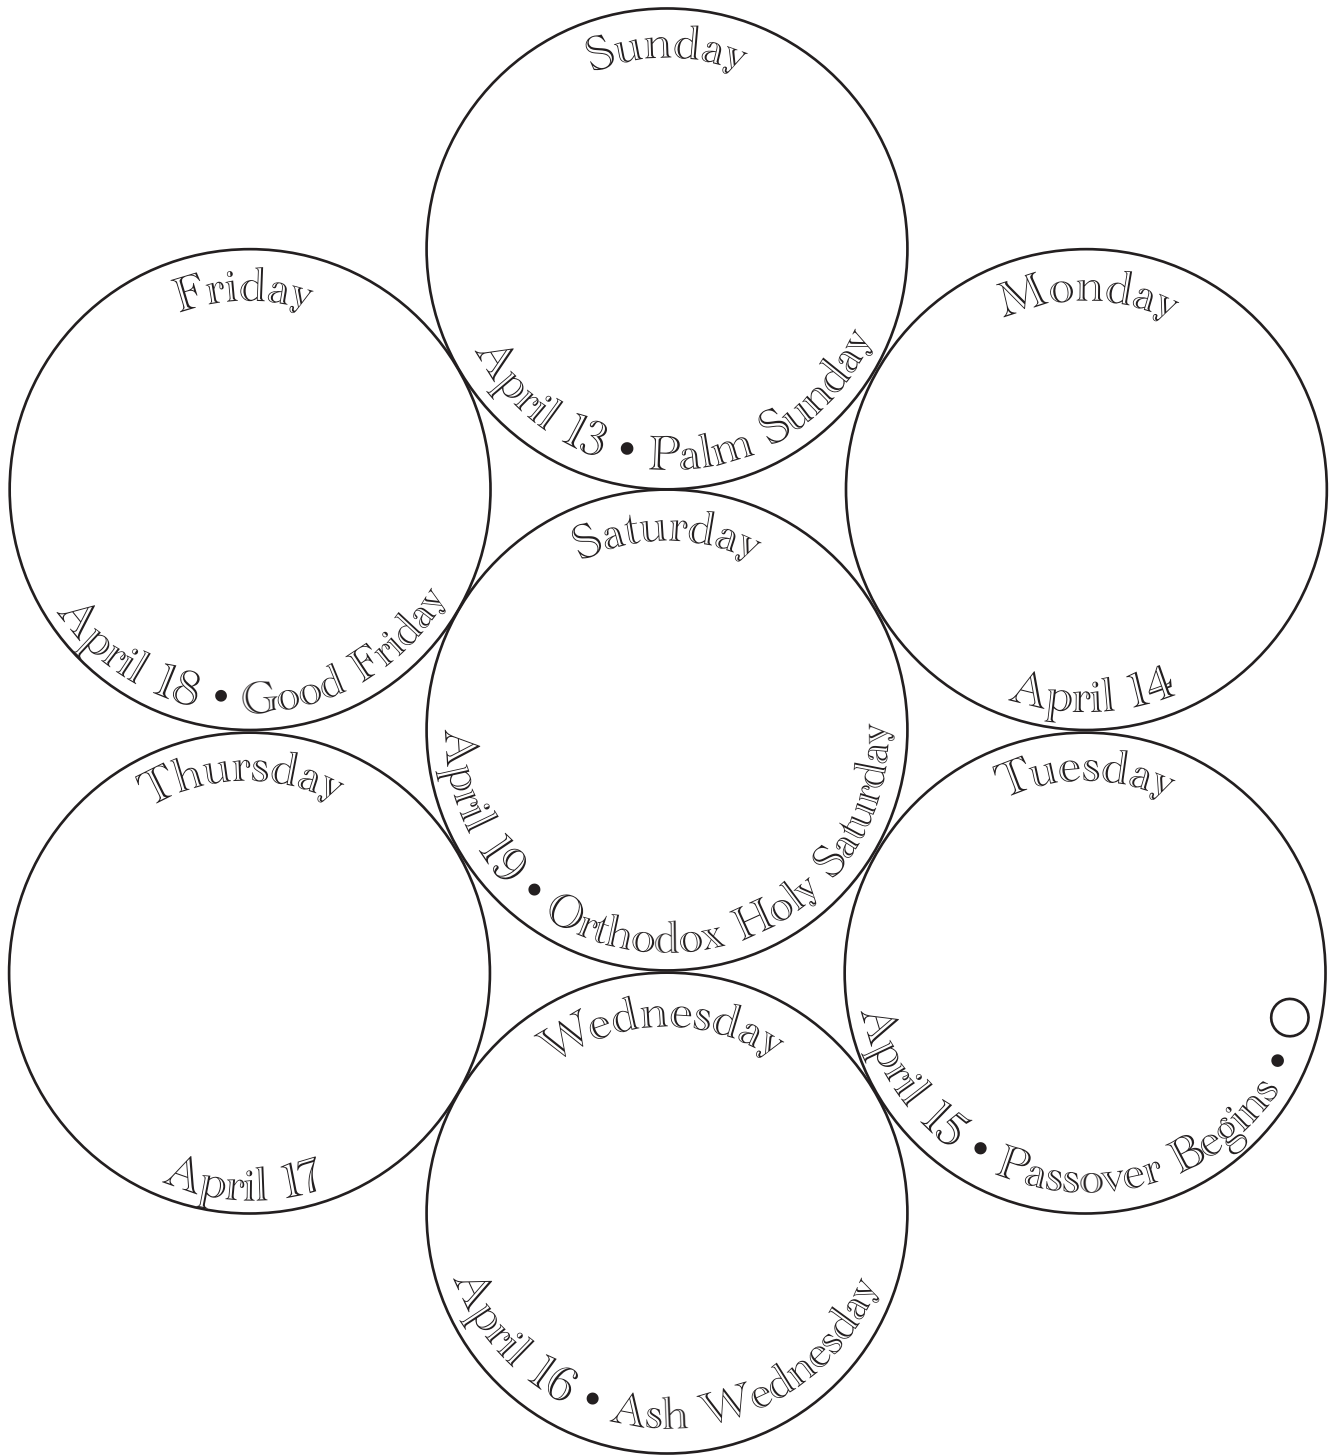 Sunday
April 13 • Palm Sunday
Monday
April 14
Tuesday
April 15 • Passover Begins •
Wednesday
April 16 • Ash Wednesday
Thursday
April 17
Friday
April 18 • Good Friday
Saturday
April 19 • Orthodox Holy Saturday